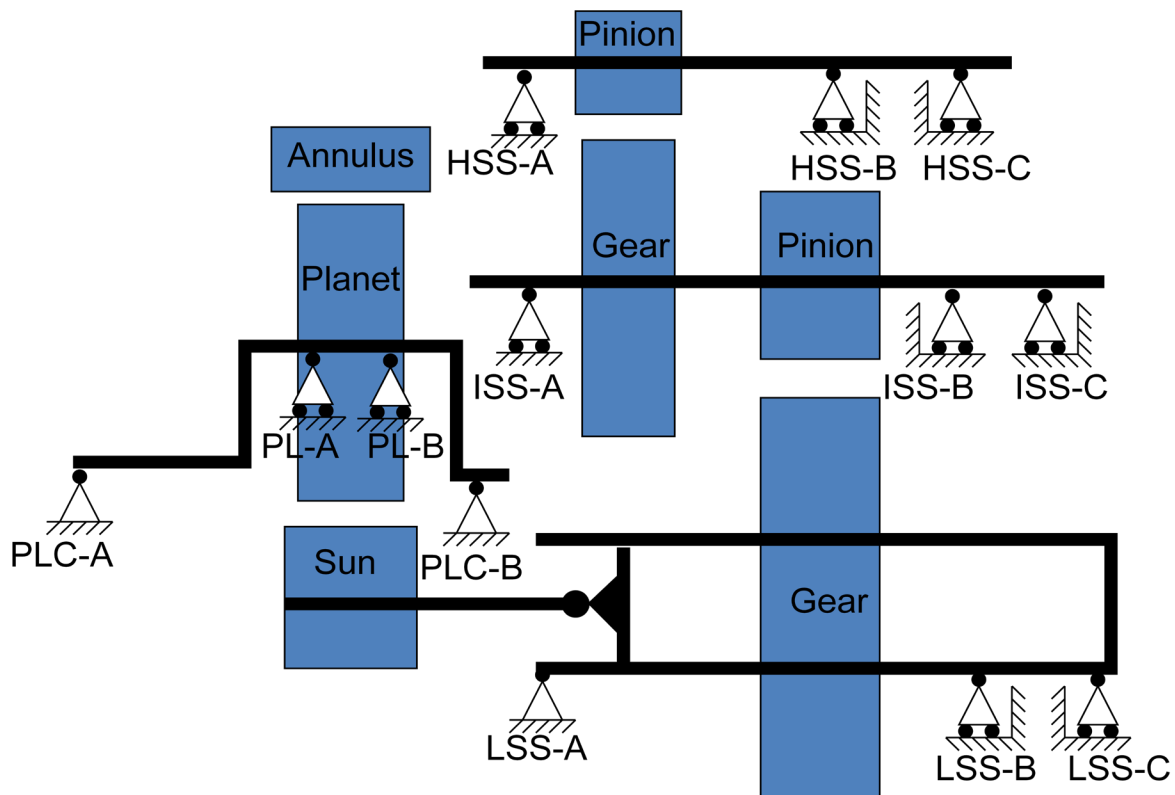 Pinion
Annulus
HSS-A
HSS-B
HSS-C
Gear
Pinion
Planet
ISS-A
ISS-B
ISS-C
PL-A
PL-B
PLC-A
Sun
PLC-B
Gear
LSS-A
LSS-B
LSS-C